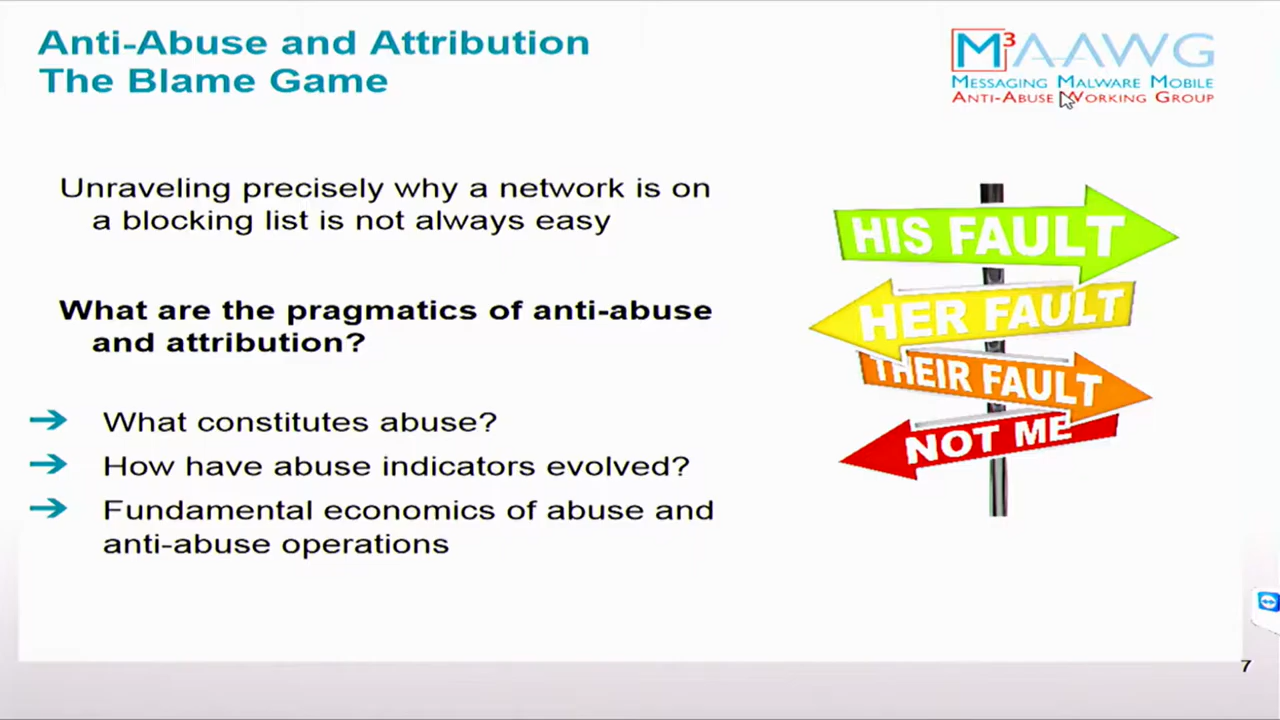 Anti-Abuse and Attribution
The Blame Game
M3AAWG
MESSAGING MALWARE MOBILE
ANTI-ABUSE WORKING GROUP
Unraveling precisely why a network is on
a blocking list is not always easy
What are the pragmatics of anti-abuse
and attribution?
➔ What constitutes abuse?
➔ How have abuse indicators evolved?
➔ Fundamental economics of abuse and
anti-abuse operations
HIS FAULT
HER FAULT
THEIR FAULT
NOT ME
7